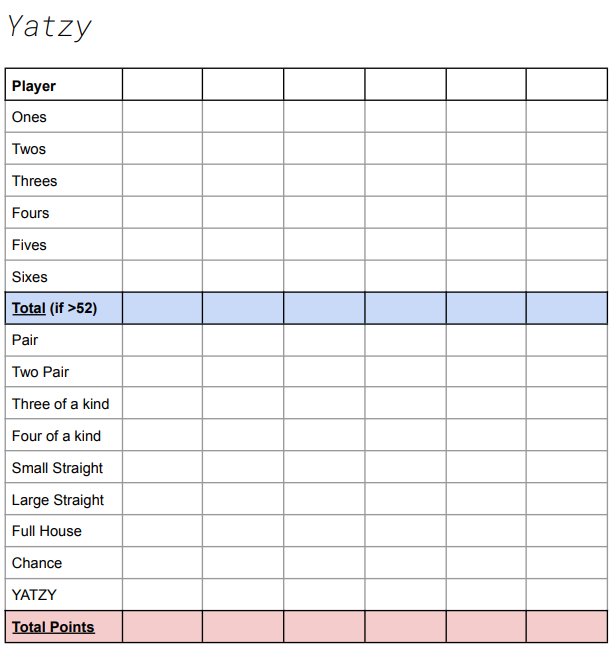 Yatzy
Player
Ones
Twos
Threes
Fours
Fives
Sixes
Total (if >52)
Pair
Two Pair
Three of a kind
Four of a kind
Small Straight
Large Straight
Full House
Chance
YATZY
Total Points